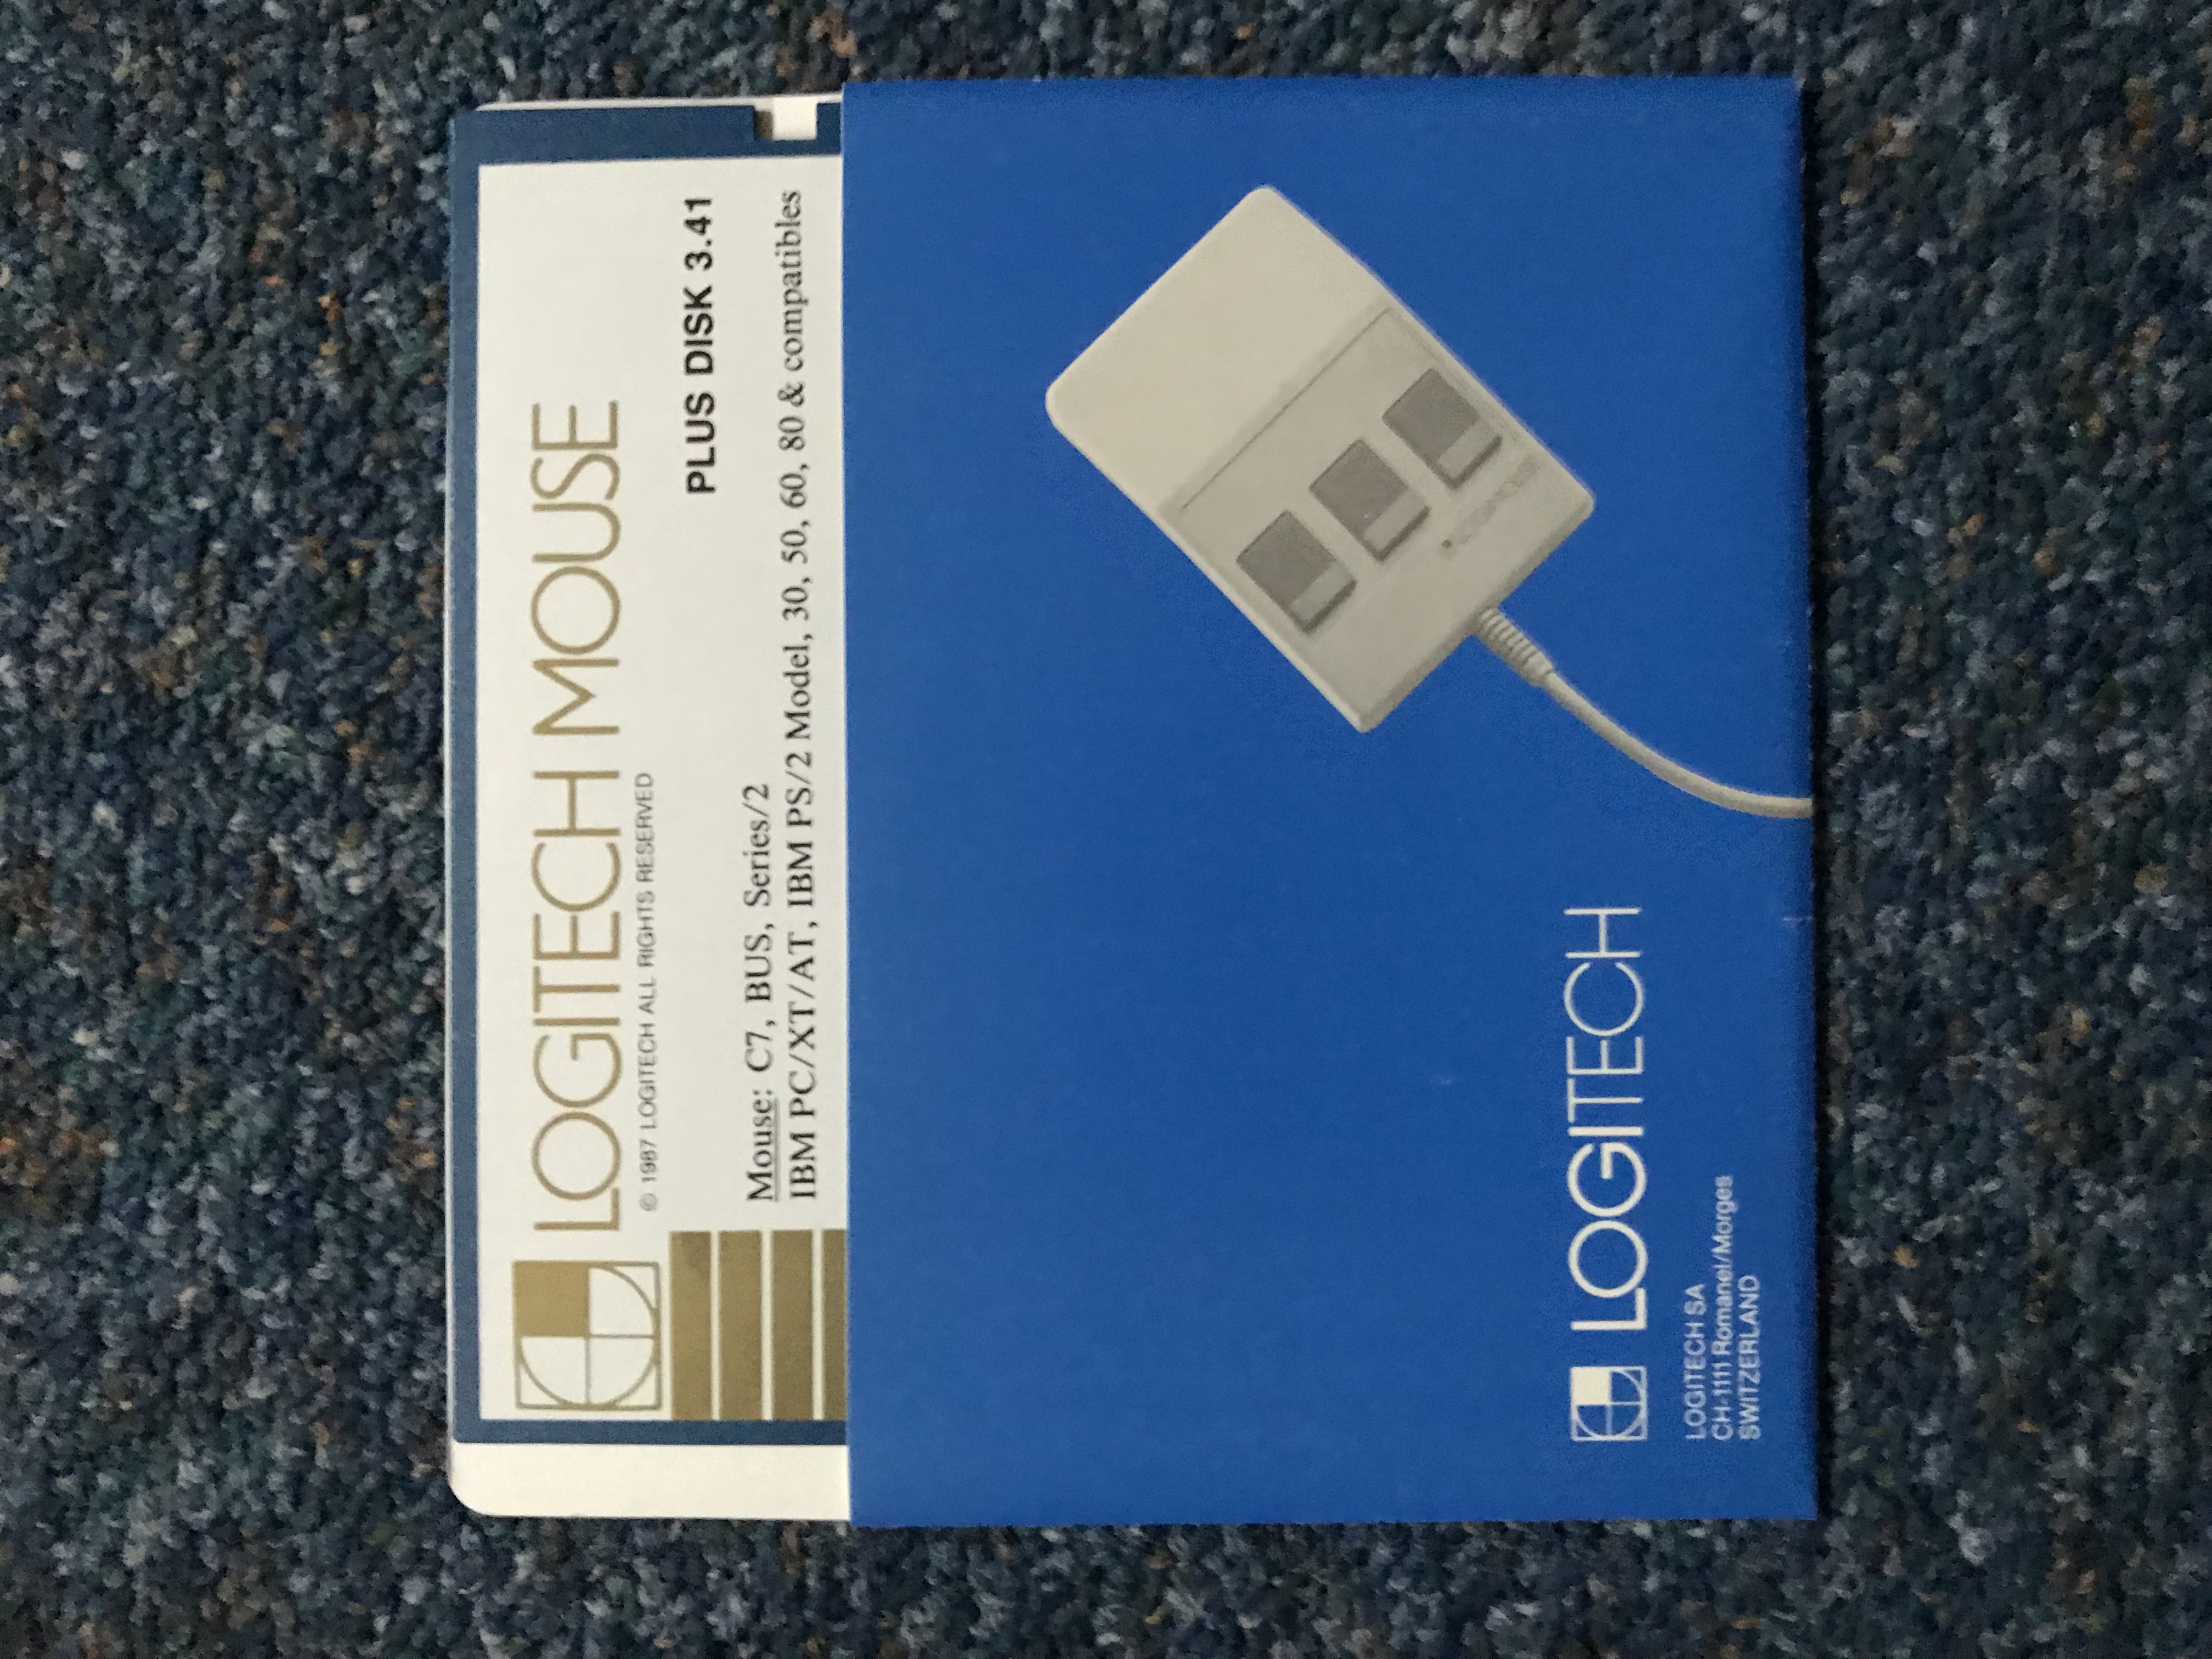 LOGITECH MOUSE
© 1987 LOGITECH ALL RIGHTS RESERVED
PLUS DISK 3.41
Mouse: C7, BUS, Series/2
IBM PC/XT/AT, IBM PS/2 Model, 30, 50, 60, 80 & compatibles
LOGITECH
LOGITECH SA
CH-1111 Romanel/Morges
SWITZERLAND